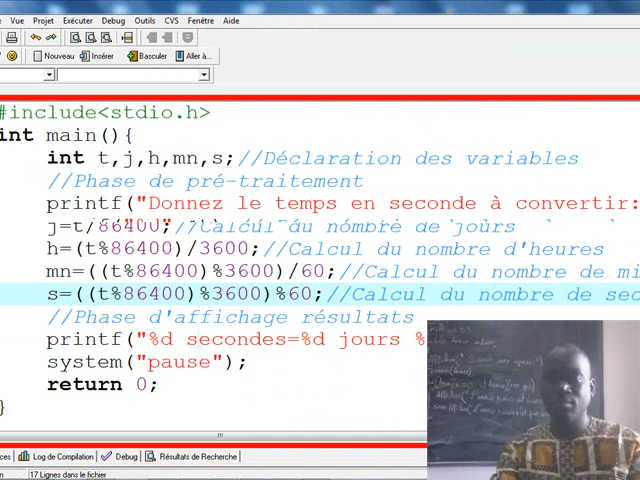 Vue Projet Exécuter Debug Outils CVS Fenêtre Aide
Nouveau Insérer Basculer Aller à...
#include<stdio.h>
int main(){
int t,j,h,mn,s;//Déclaration des variables
//Phase de pré-traitement
printf("Donnez le temps en seconde à convertir:
j=t/86400;//Calcul du nombre de jours
h=(t%86400)/3600;//Calcul du nombre d'heures
mn=((t%86400)%3600)/60;//Calcul du nombre de mi
s=((t%86400)%3600)%60;//Calcul du nombre de sec
//Phase d'affichage résultats
printf("%d secondes=%d jours %
system("pause");
return 0;
}
Log de Compilation Debug Résultats de Recherche
17 Lignes dans le fichier